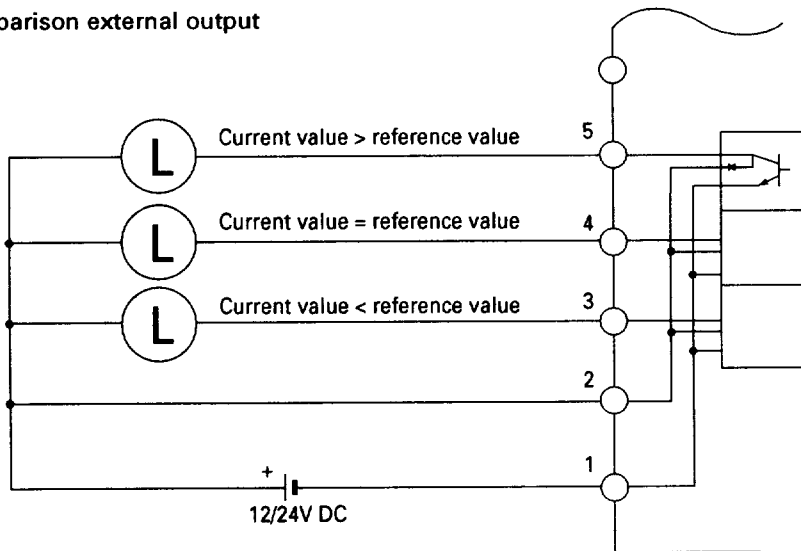 parison external output
L Current value > reference value 5
L Current value = reference value 4
L Current value < reference value 3
2
+ 1
12/24V DC